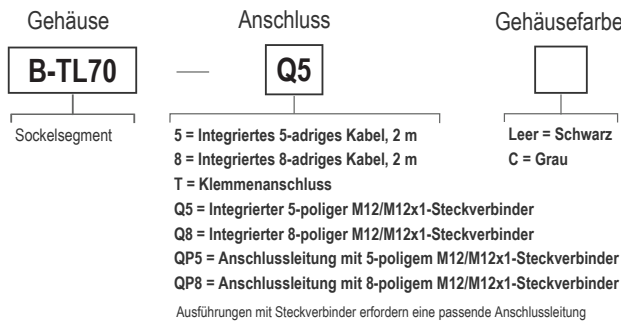 Gehäuse Anschluss Gehäusefarbe
B-TL70 — Q5
Sockelsegment
5 = Integriertes 5-adriges Kabel, 2 m
8 = Integriertes 8-adriges Kabel, 2 m
T = Klemmenanschluss
Q5 = Integrierter 5-poliger M12/M12x1-Steckverbinder
Q8 = Integrierter 8-poliger M12/M12x1-Steckverbinder
QP5 = Anschlussleitung mit 5-poligem M12/M12x1-Steckverbinder
QP8 = Anschlussleitung mit 8-poligem M12/M12x1-Steckverbinder
Ausführungen mit Steckverbinder erfordern eine passende Anschlussleitung
Leer = Schwarz
C = Grau